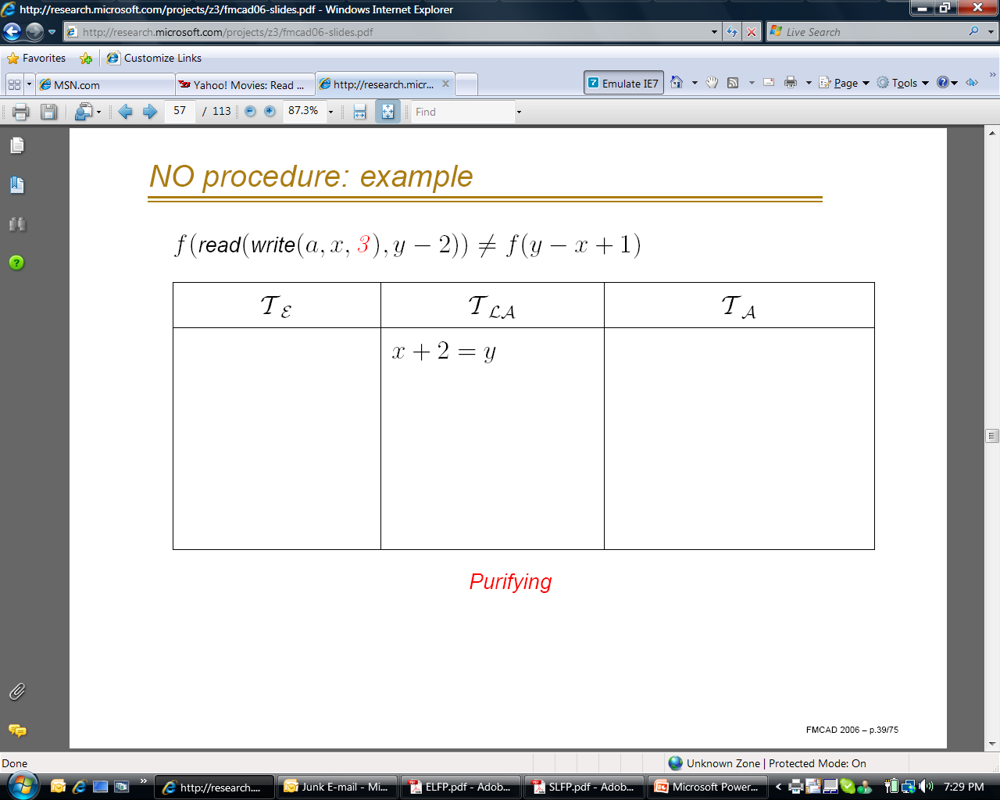 http://research.microsoft.com/projects/z3/fmcad06-slides.pdf - Windows Internet Explorer
http://research.microsoft.com/projects/z3/fmcad06-slides.pdf
Live Search
Favorites
Customize Links
MSN.com
Yahoo! Movies: Read ...
http://research.micr...
7 Emulate IE7
Page
Tools
57 / 113
87.3%
Find
NO procedure: example
f(read(write(a, x, 3), y − 2)) ≠ f(y − x + 1)
𝒯ℰ 𝒯ℒ𝒜 𝒯𝒜
x + 2 = y
Purifying
FMCAD 2006 – p.39/75
Done
Unknown Zone | Protected Mode: On
http://research....
Junk E-mail - Mi...
ELFP.pdf - Adob...
SLFP.pdf - Adob...
Microsoft Power...
7:29 PM